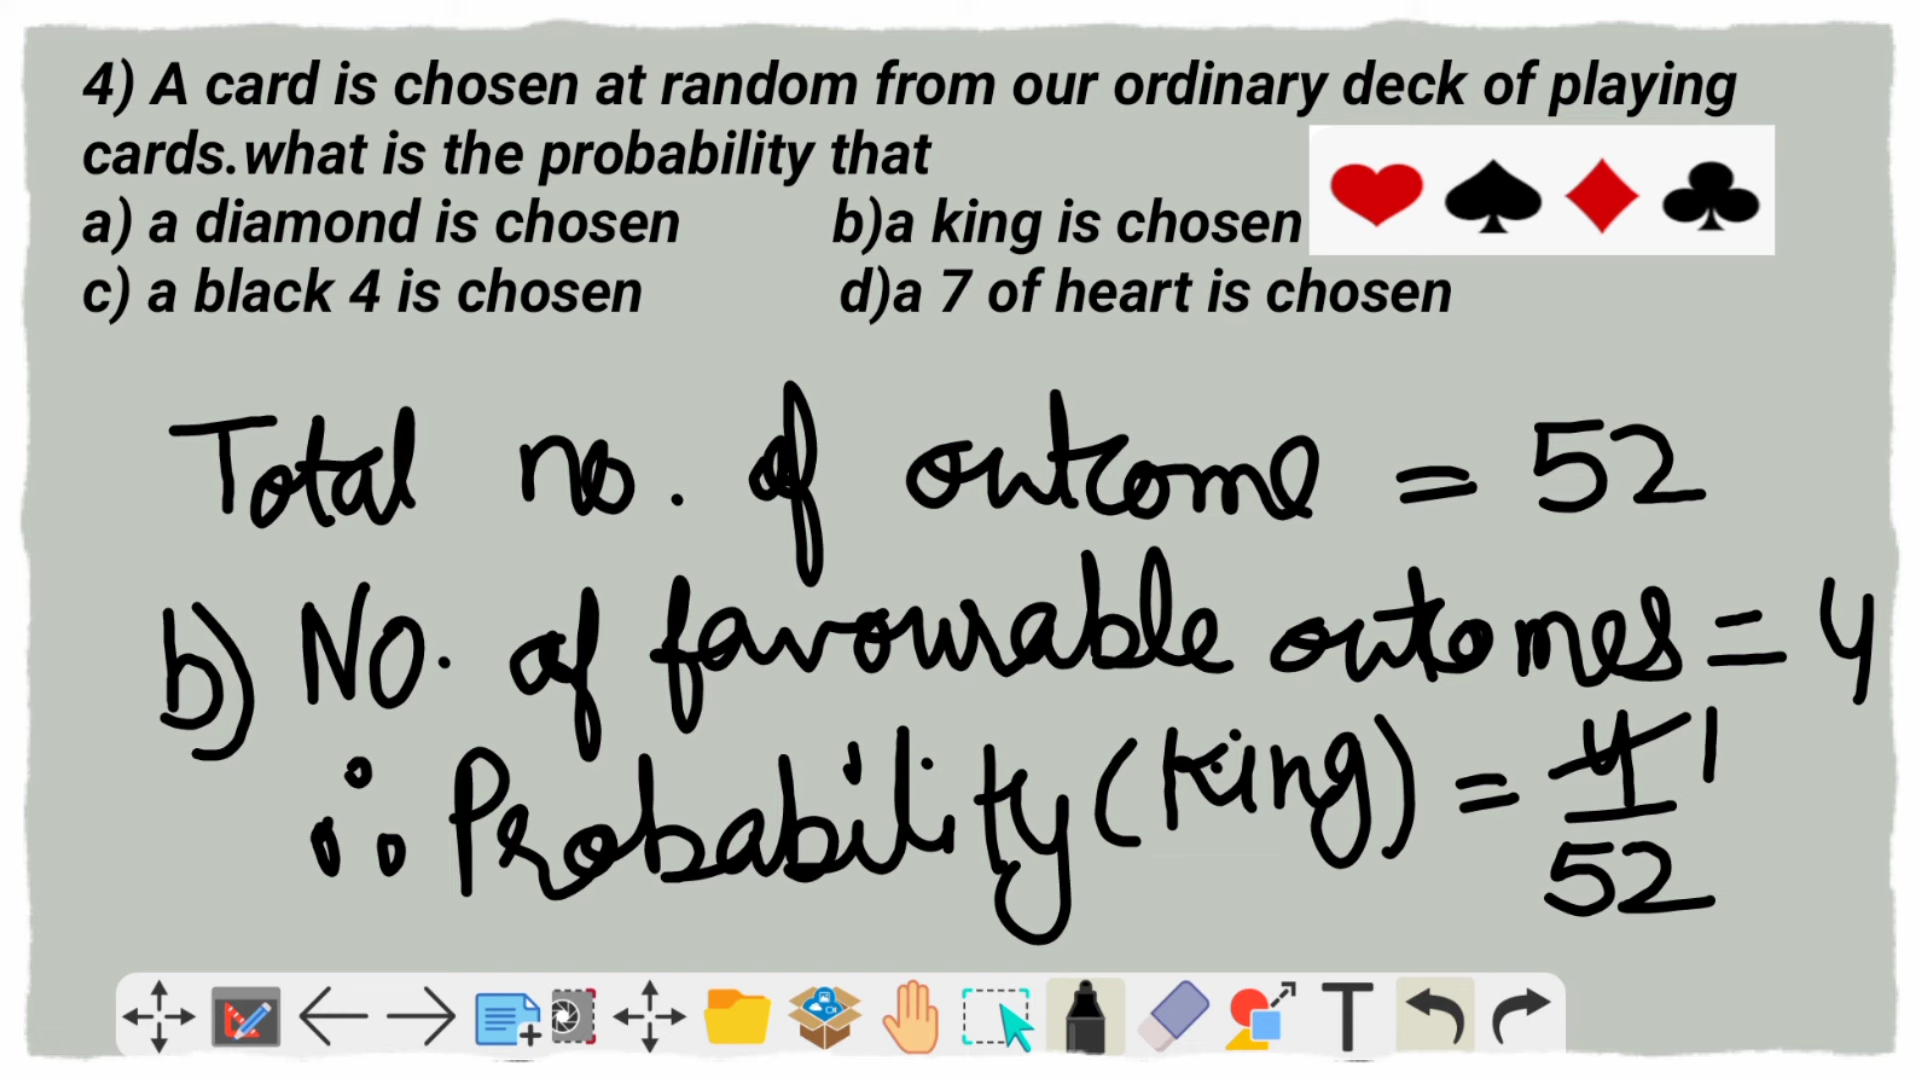 4) A card is chosen at random from our ordinary deck of playing
cards.what is the probability that
a) a diamond is chosen b)a king is chosen
c) a black 4 is chosen d)a 7 of heart is chosen
Total no. of outcome = 52
b) NO. of favourable outomes = 4
∴ Probability (King) = 4 1
52
T